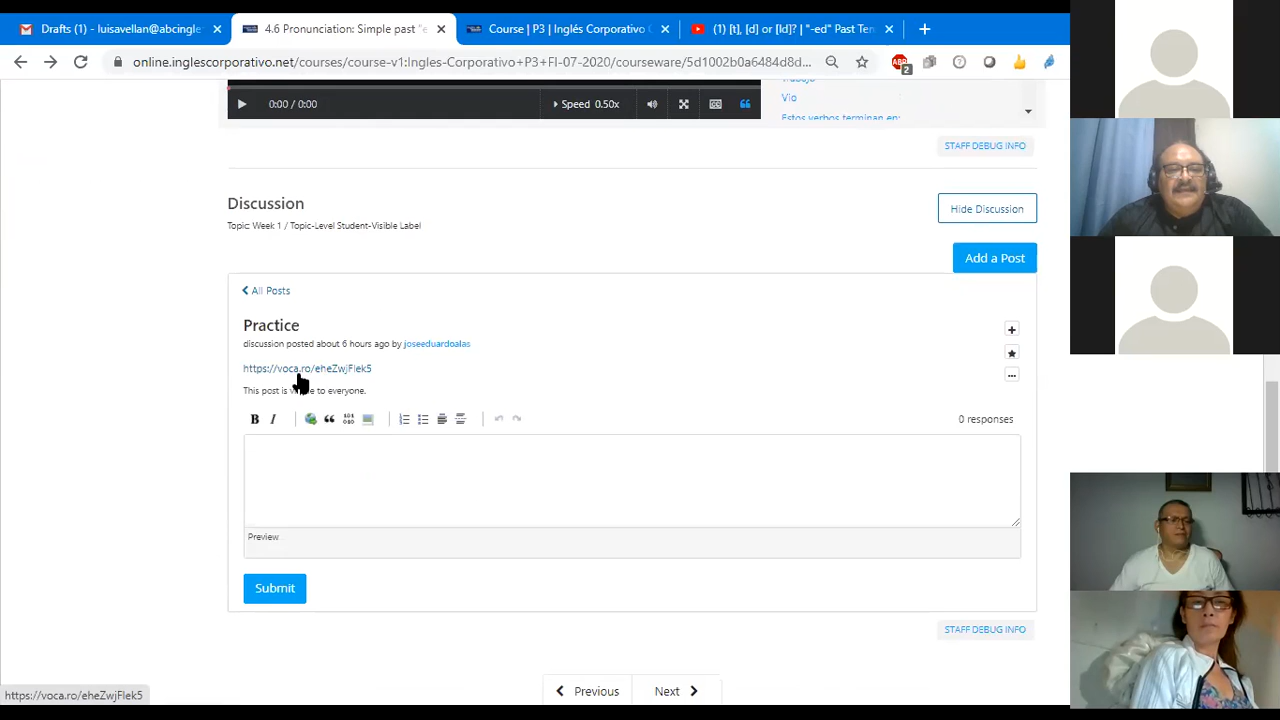 Drafts (1) - luisavellan@abcingle
4.6 Pronunciation: Simple past "e
Course | P3 | Inglés Corporativo
(1) [t], [d] or [Id]? | "-ed" Past Ten
online.inglescorporativo.net/courses/course-v1:Ingles-Corporativo+P3+FI-07-2020/courseware/5d1002b0a6484d8d...
ABP
2
0:00 / 0:00
Speed 0.50x
Trabajó
Vio
Estos verbos terminan en:
STAFF DEBUG INFO
Discussion
Topic: Week 1 / Topic-Level Student-Visible Label
Hide Discussion
Add a Post
All Posts
Practice
discussion posted about 6 hours ago by joseeduardoalas
https://voca.ro/eheZwjFlek5
This post is visible to everyone.
B I
0 responses
Preview
Submit
STAFF DEBUG INFO
Previous
Next
https://voca.ro/eheZwjFlek5